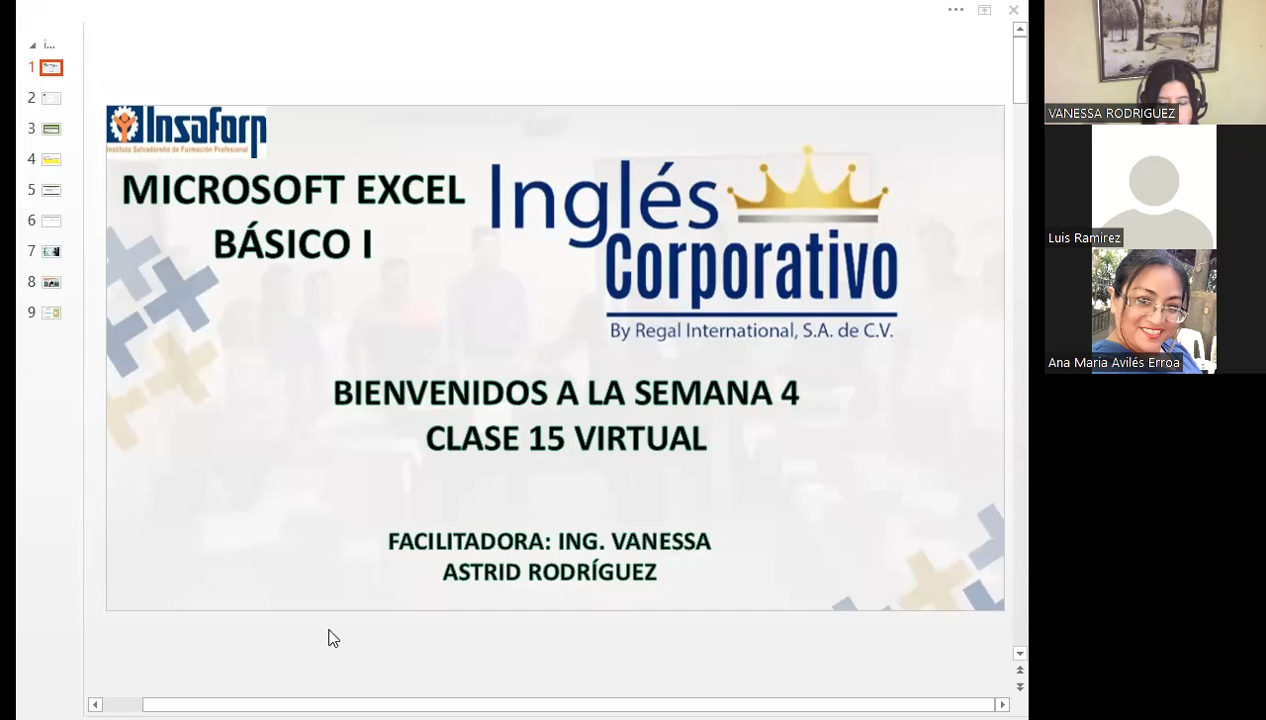 i...
1
2
3
4
5
6
7
8
9
Insaforp
Instituto Salvadoreño de Formación Profesional
MICROSOFT EXCEL
BÁSICO I
Inglés
Corporativo
By Regal International, S.A. de C.V.
BIENVENIDOS A LA SEMANA 4
CLASE 15 VIRTUAL
FACILITADORA: ING. VANESSA
ASTRID RODRÍGUEZ
VANESSA RODRIGUEZ
Luis Ramirez
Ana Maria Avilés Erroa